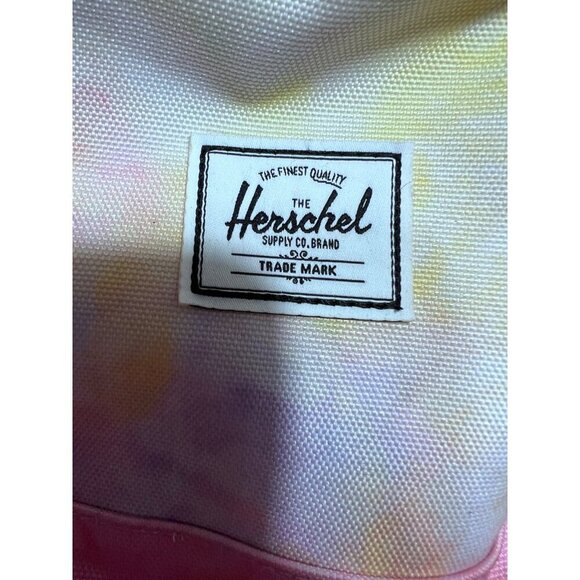 THE FINEST QUALITY
THE
Herschel
SUPPLY CO. BRAND
TRADE MARK